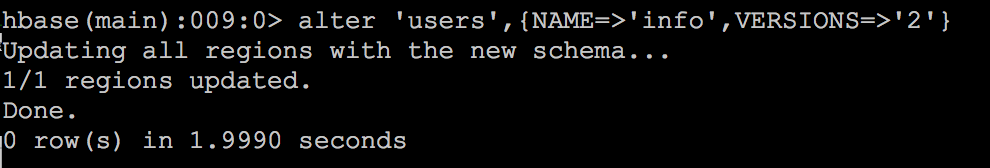 hbase(main):009:0> alter 'users',{NAME=>'info',VERSIONS=>'2'}
Updating all regions with the new schema...
1/1 regions updated.
Done.
0 row(s) in 1.9990 seconds